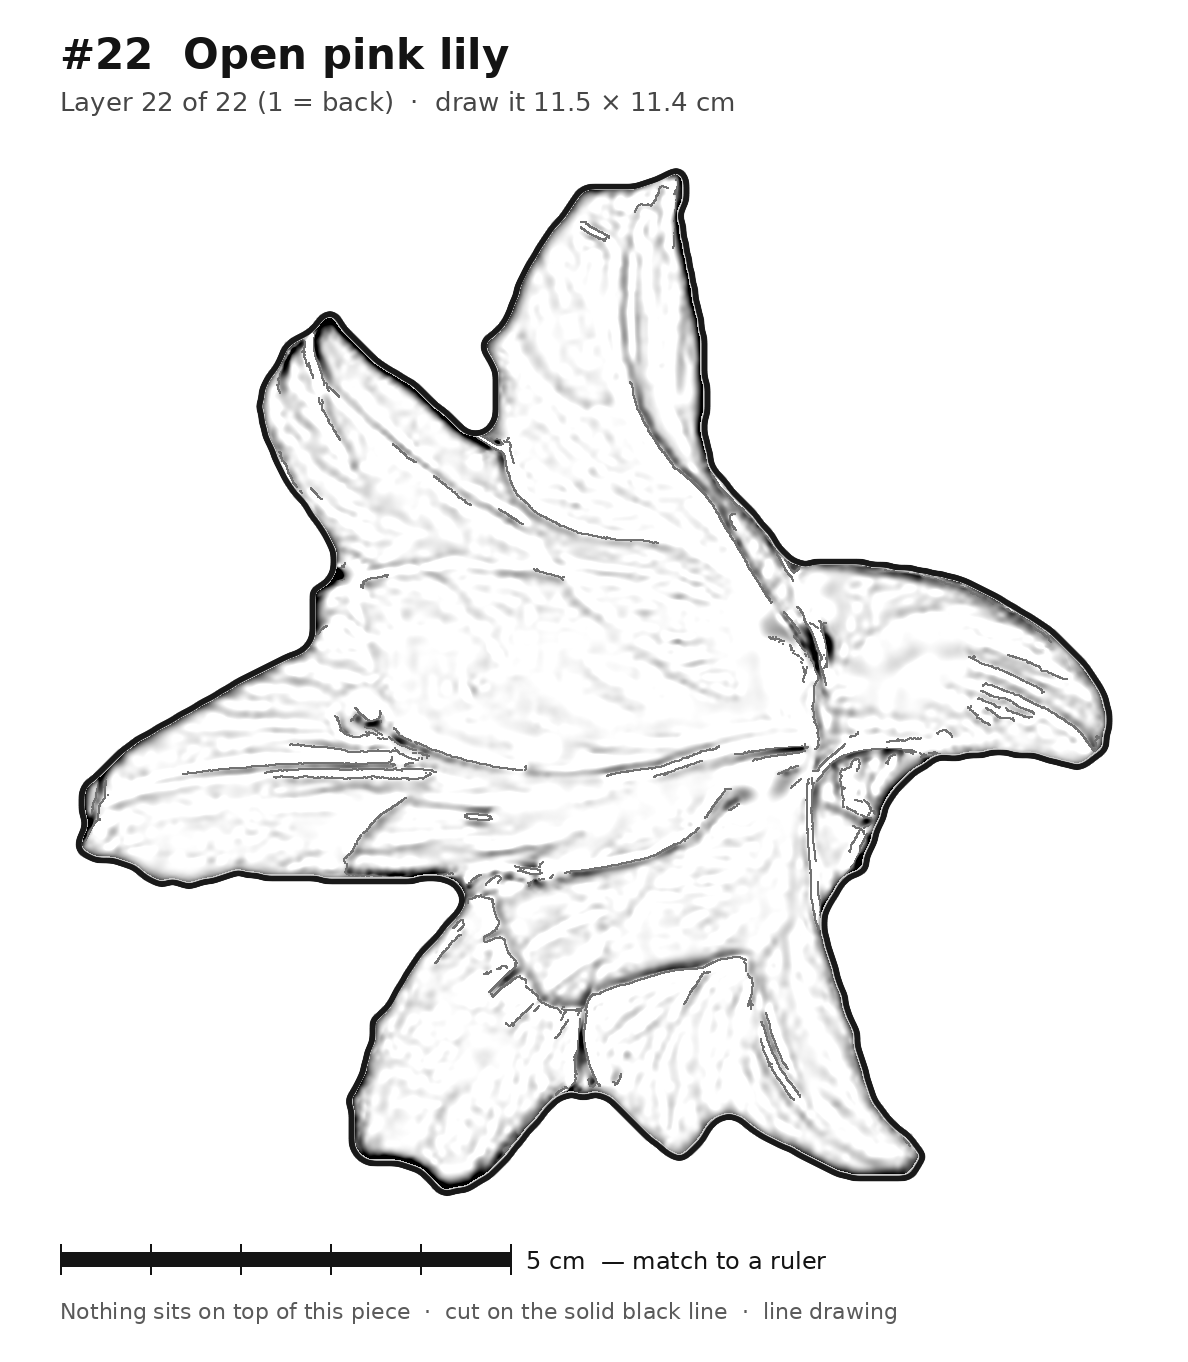 #22 Open pink lily
Layer 22 of 22 (1 = back) · draw it 11.5 × 11.4 cm
5 cm — match to a ruler
Nothing sits on top of this piece · cut on the solid black line · line drawing